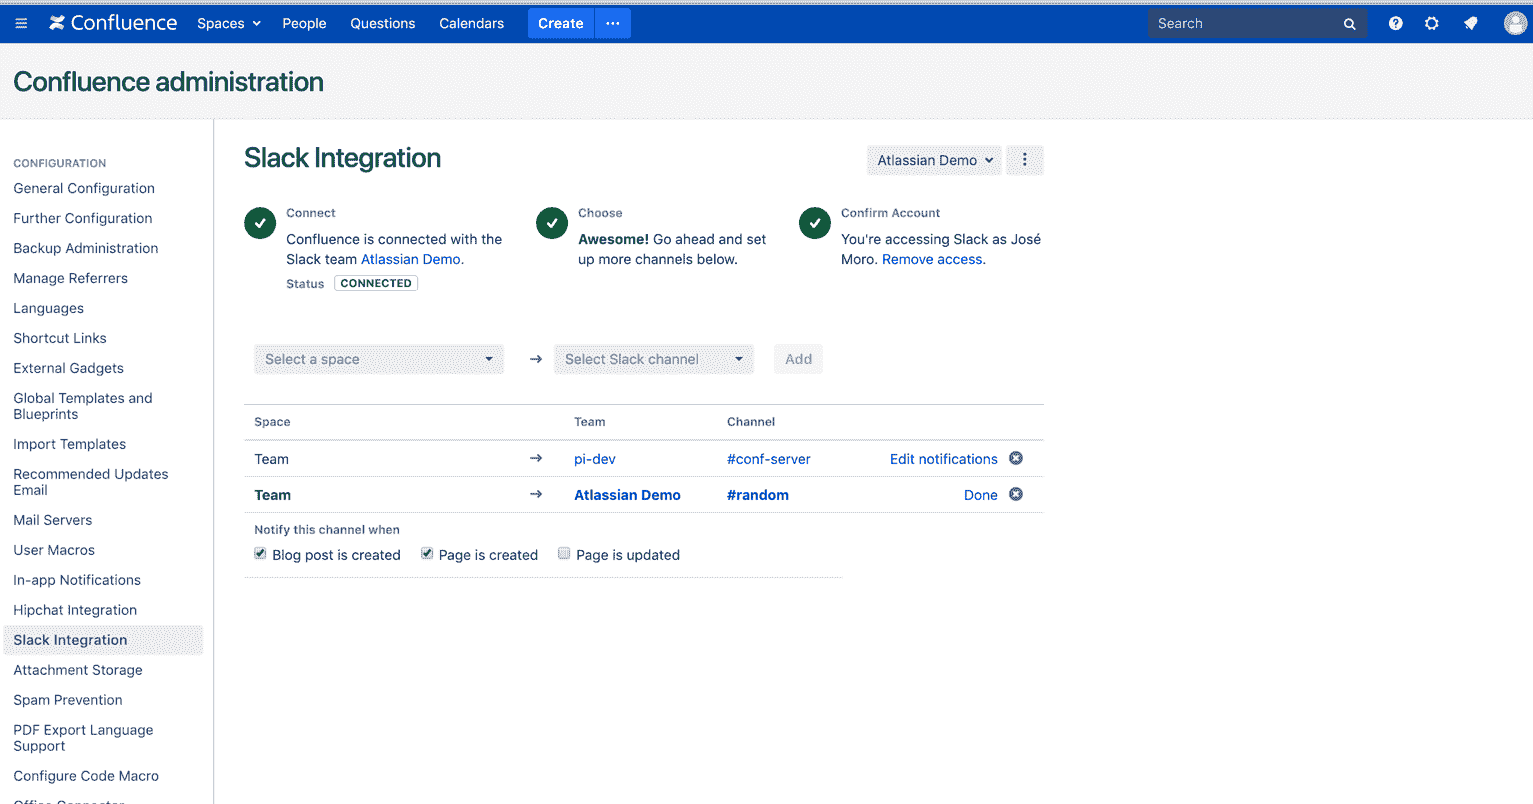 Confluence Spaces People Questions Calendars Create ··· Search
Confluence administration
CONFIGURATION
General Configuration
Further Configuration
Backup Administration
Manage Referrers
Languages
Shortcut Links
External Gadgets
Global Templates and
Blueprints
Import Templates
Recommended Updates
Email
Mail Servers
User Macros
In-app Notifications
Hipchat Integration
Slack Integration
Attachment Storage
Spam Prevention
PDF Export Language
Support
Configure Code Macro
Office Connector
Slack Integration
Atlassian Demo
Connect
Confluence is connected with the
Slack team Atlassian Demo.
Status CONNECTED
Choose
Awesome! Go ahead and set
up more channels below.
Confirm Account
You're accessing Slack as José
Moro. Remove access.
Select a space → Select Slack channel Add
Space Team Channel
Team → pi-dev #conf-server Edit notifications
Team → Atlassian Demo #random Done
Notify this channel when
Blog post is created Page is created Page is updated